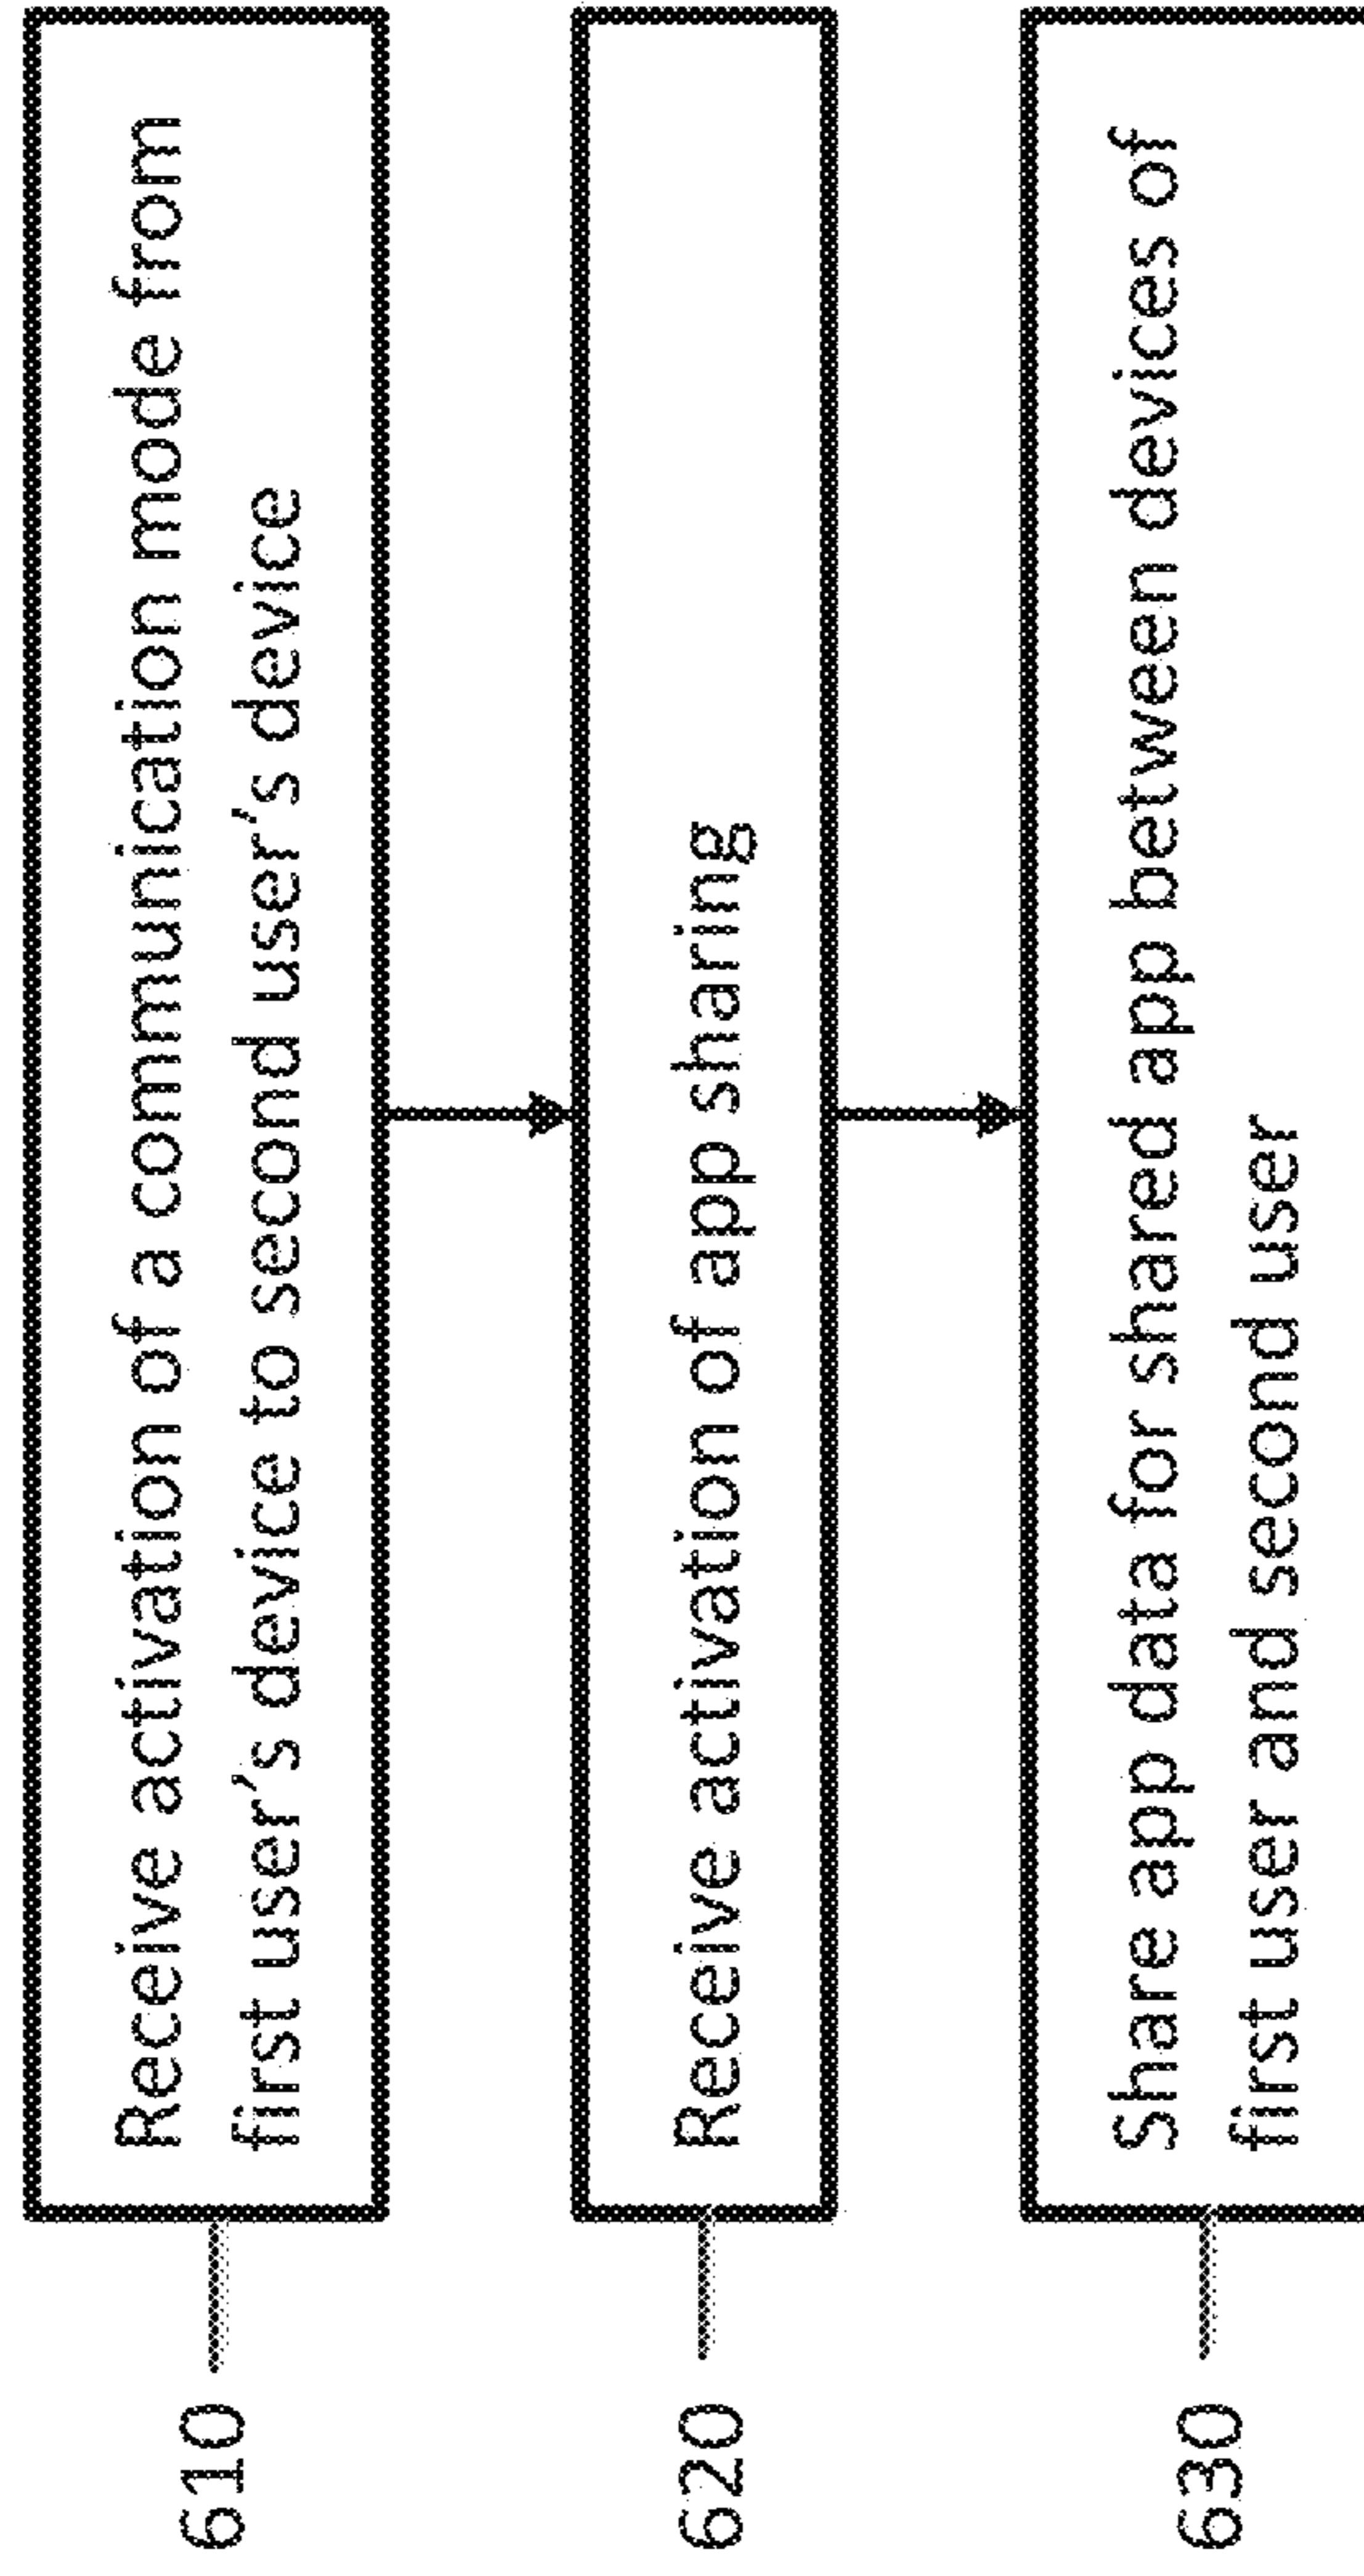 610
Receive activation of a communication mode from
first user's device to second user's device
620
Receive activation of app sharing
630
Share app data for shared app between devices of
first user and second user